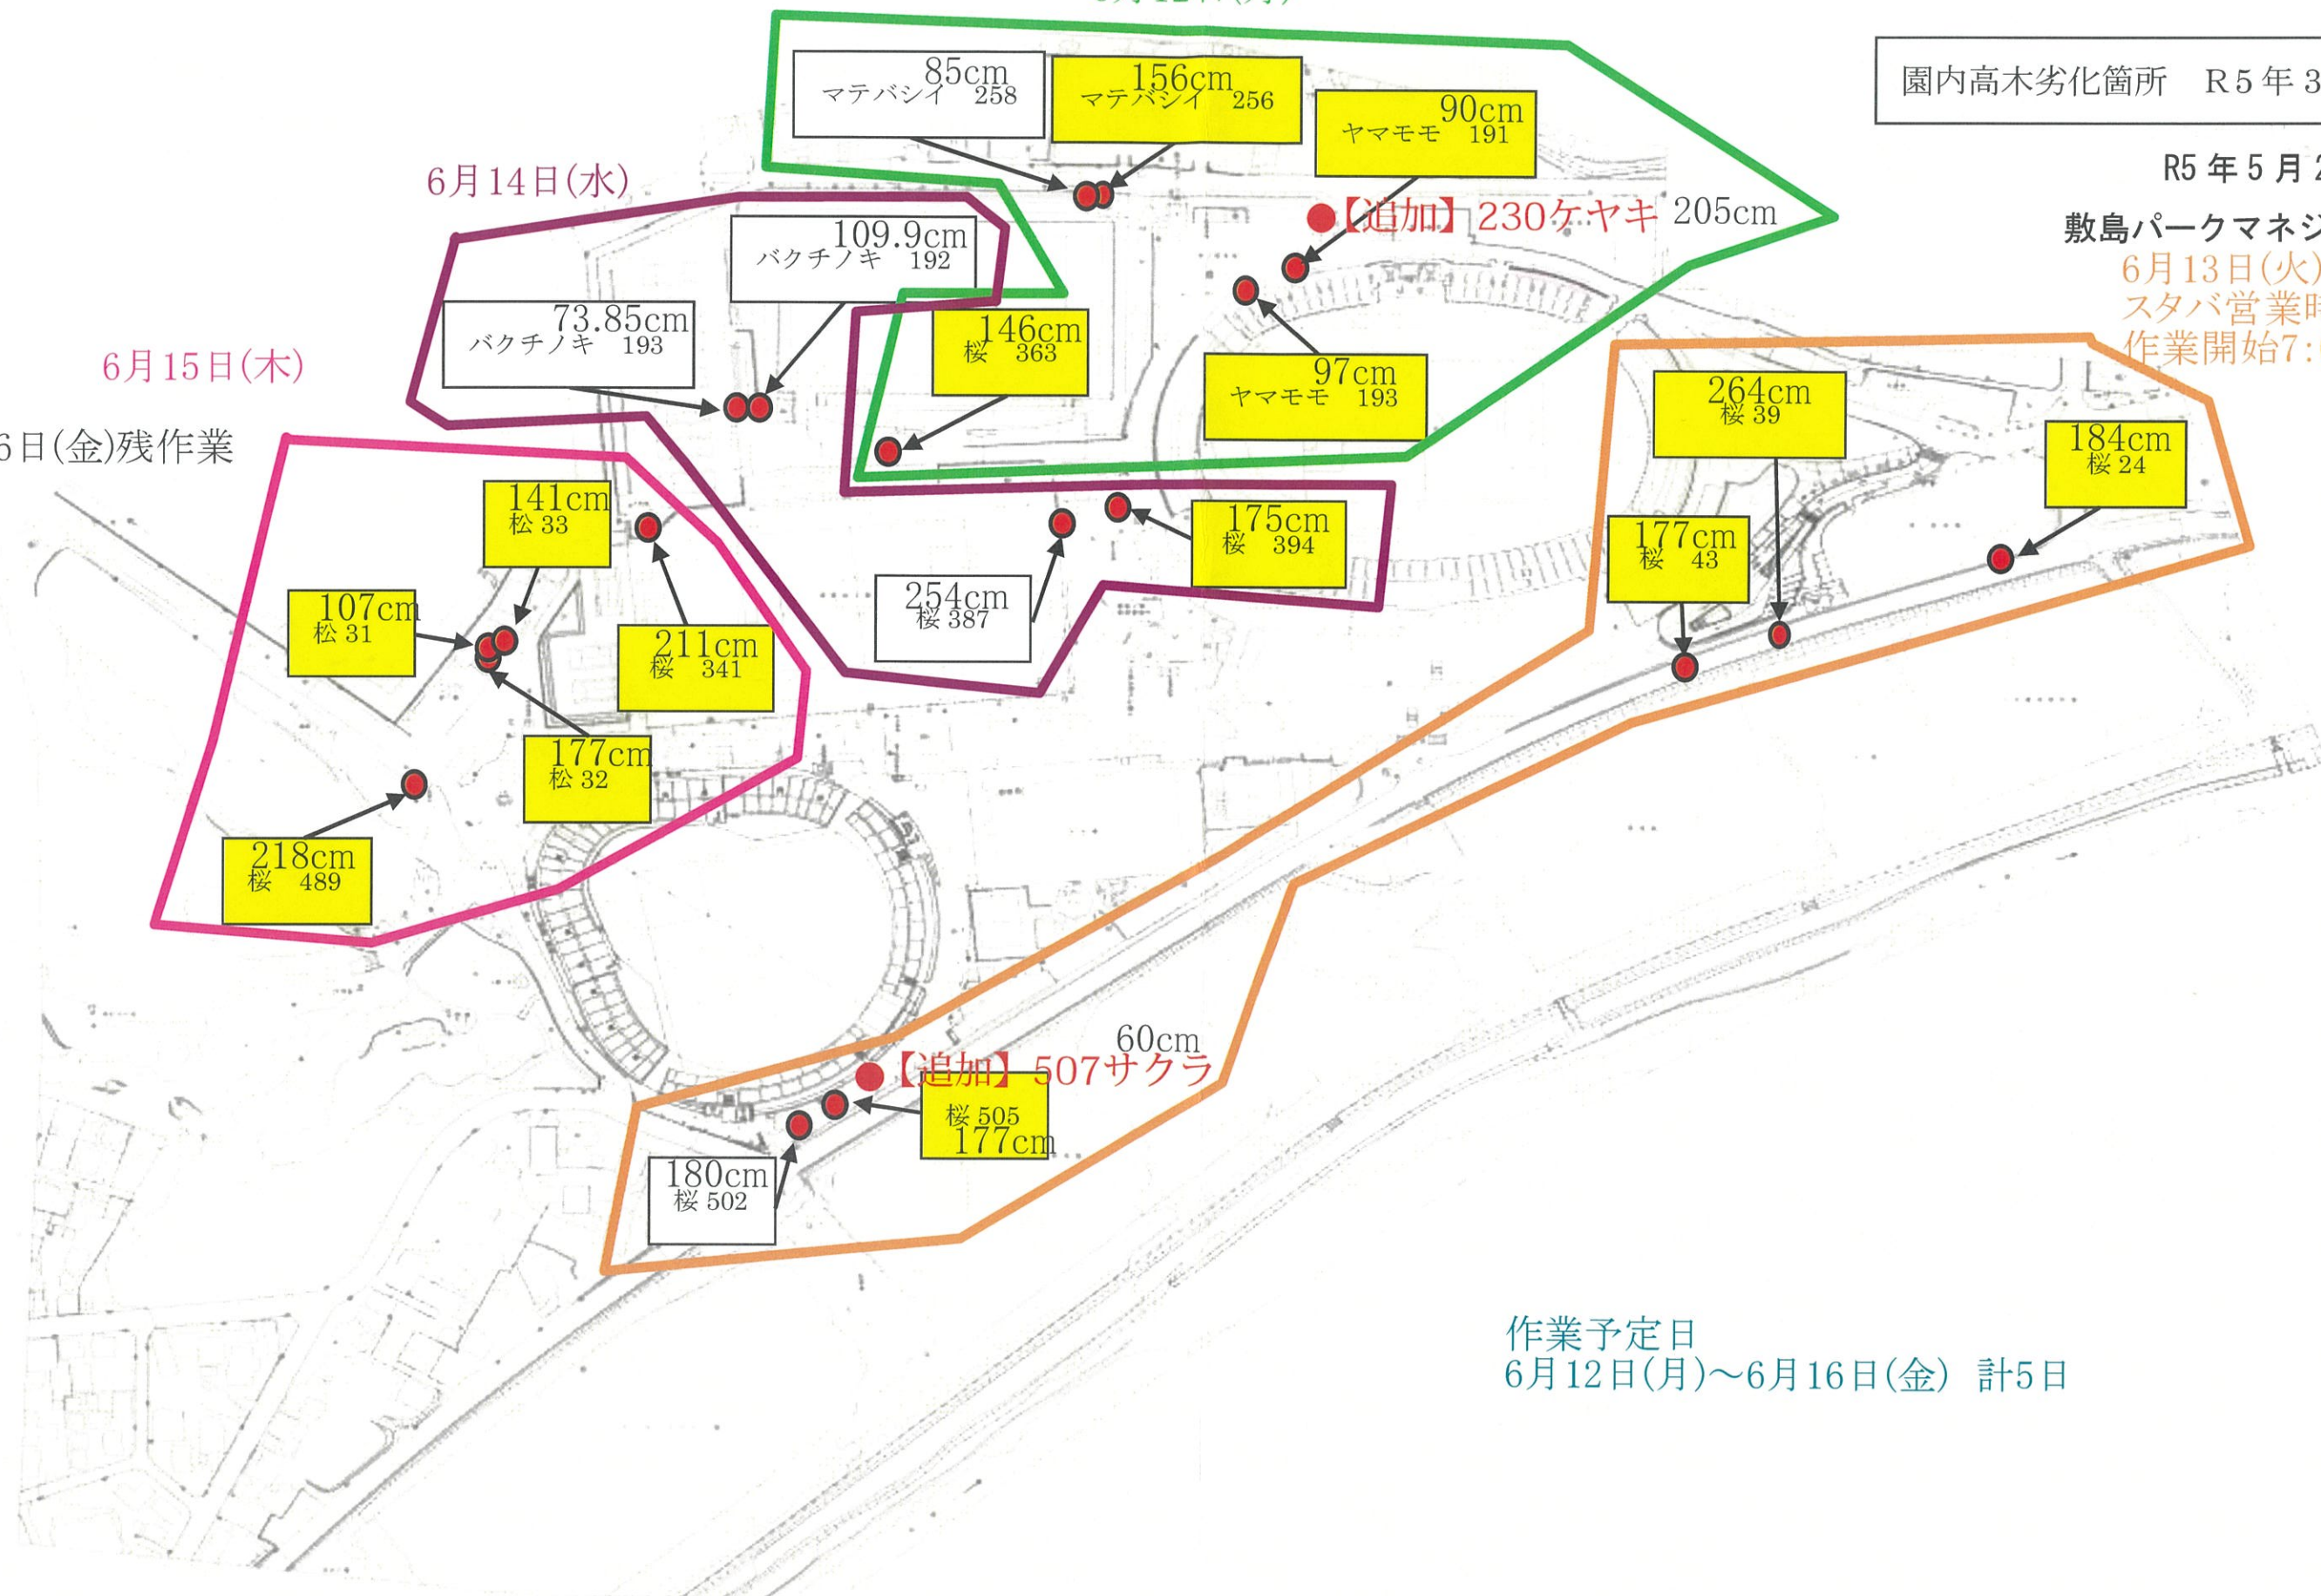 園内高木劣化箇所　R5年3
R5年5月2
敷島パークマネジ
6月13日(火)
スタバ営業時
作業開始7:
85cm
マテバシイ　258
156cm
マテバシイ　256
90cm
ヤマモモ　191
●【追加】230ケヤキ 205cm
6月14日(水)
109.9cm
バクチノキ　192
73.85cm
バクチノキ　193
146cm
桜　363
97cm
ヤマモモ　193
264cm
桜 39
184cm
桜 24
177cm
桜　43
6月15日(木)
6日(金)残作業
141cm
松 33
107cm
松 31
211cm
桜　341
177cm
松 32
218cm
桜　489
175cm
桜　394
254cm
桜 387
60cm
●【追加】507サクラ
桜 505
177cm
180cm
桜 502
作業予定日
6月12日(月)～6月16日(金) 計5日